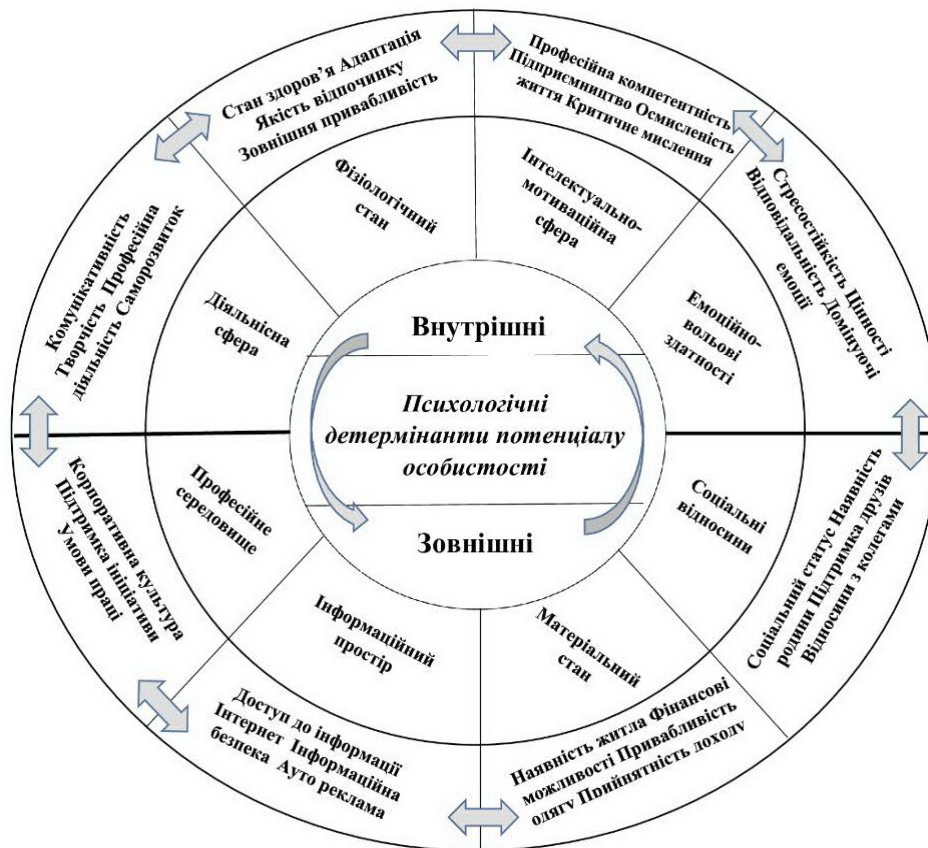 Стан здоров’я Адаптація
Якість відпочинку
Зовнішня привабливість
Професійна компетентність
Підприємництво Осмисленість
життя Критичне мислення
Комунікативність
Творчість Професійна
діяльність Саморозвиток
Стресостійкість Цінності
Відповідальність Домінуючі
емоції
Фізіологічний
стан
Інтелектуально-
мотиваційна
сфера
Діяльнісна
сфера
Емоційно-
вольові
здатності
Внутрішні
Психологічні
детермінанти потенціалу
особистості
Зовнішні
Професійне
середовище
Соціальні
відносини
Інформаційний
простір
Матеріальний
стан
Корпоративна культура
Підтримка ініціативи
Умови праці
Соціальний статус Наявність
родини Підтримка друзів
Відносини з колегами
Доступ до інформації
Інтернет Інформаційна
безпека Ауто реклама
Наявність житла Фінансові
можливості Привабливість
одягу Прийнятність доходу